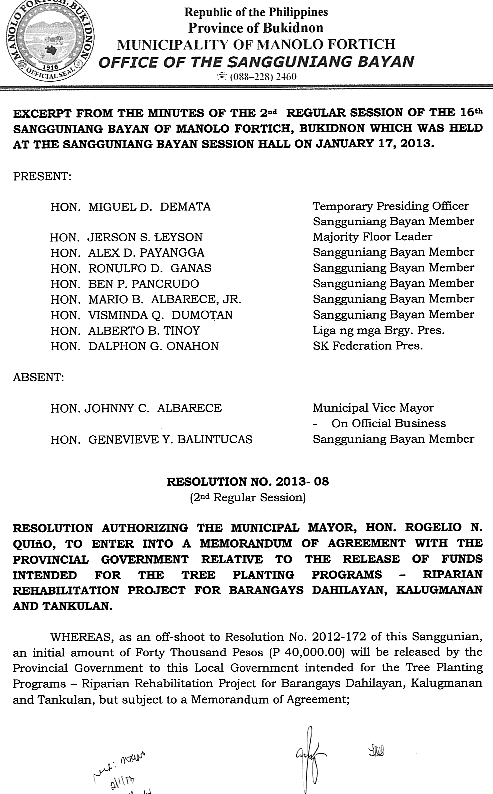 Republic of the Philippines
Province of Bukidnon
MUNICIPALITY OF MANOLO FORTICH
OFFICE OF THE SANGGUNIANG BAYAN
☏ (088-228) 2460
MANOLO FORTICH BUKIDNON
1918
OFFICIAL SEAL
EXCERPT FROM THE MINUTES OF THE 2nd REGULAR SESSION OF THE 16th
SANGGUNIANG BAYAN OF MANOLO FORTICH, BUKIDNON WHICH WAS HELD
AT THE SANGGUNIANG BAYAN SESSION HALL ON JANUARY 17, 2013.
PRESENT:
HON. MIGUEL D. DEMATA Temporary Presiding Officer
Sangguniang Bayan Member
HON. JERSON S. LEYSON Majority Floor Leader
HON. ALEX D. PAYANGGA Sangguniang Bayan Member
HON. RONULFO D. GANAS Sangguniang Bayan Member
HON. BEN P. PANCRUDO Sangguniang Bayan Member
HON. MARIO B. ALBARECE, JR. Sangguniang Bayan Member
HON. VISMINDA Q. DUMOTAN Sangguniang Bayan Member
HON. ALBERTO B. TINOY Liga ng mga Brgy. Pres.
HON. DALPHON G. ONAHON SK Federation Pres.
ABSENT:
HON. JOHNNY C. ALBARECE Municipal Vice Mayor
- On Official Business
HON. GENEVIEVE Y. BALINTUCAS Sangguniang Bayan Member
RESOLUTION NO. 2013- 08
(2nd Regular Session)
RESOLUTION AUTHORIZING THE MUNICIPAL MAYOR, HON. ROGELIO N.
QUIñO, TO ENTER INTO A MEMORANDUM OF AGREEMENT WITH THE
PROVINCIAL GOVERNMENT RELATIVE TO THE RELEASE OF FUNDS
INTENDED FOR THE TREE PLANTING PROGRAMS – RIPARIAN
REHABILITATION PROJECT FOR BARANGAYS DAHILAYAN, KALUGMANAN
AND TANKULAN.
WHEREAS, as an off-shoot to Resolution No. 2012-172 of this Sanggunian,
an initial amount of Forty Thousand Pesos (P 40,000.00) will be released by the
Provincial Government to this Local Government intended for the Tree Planting
Programs – Riparian Rehabilitation Project for Barangays Dahilayan, Kalugmanan
and Tankulan, but subject to a Memorandum of Agreement;